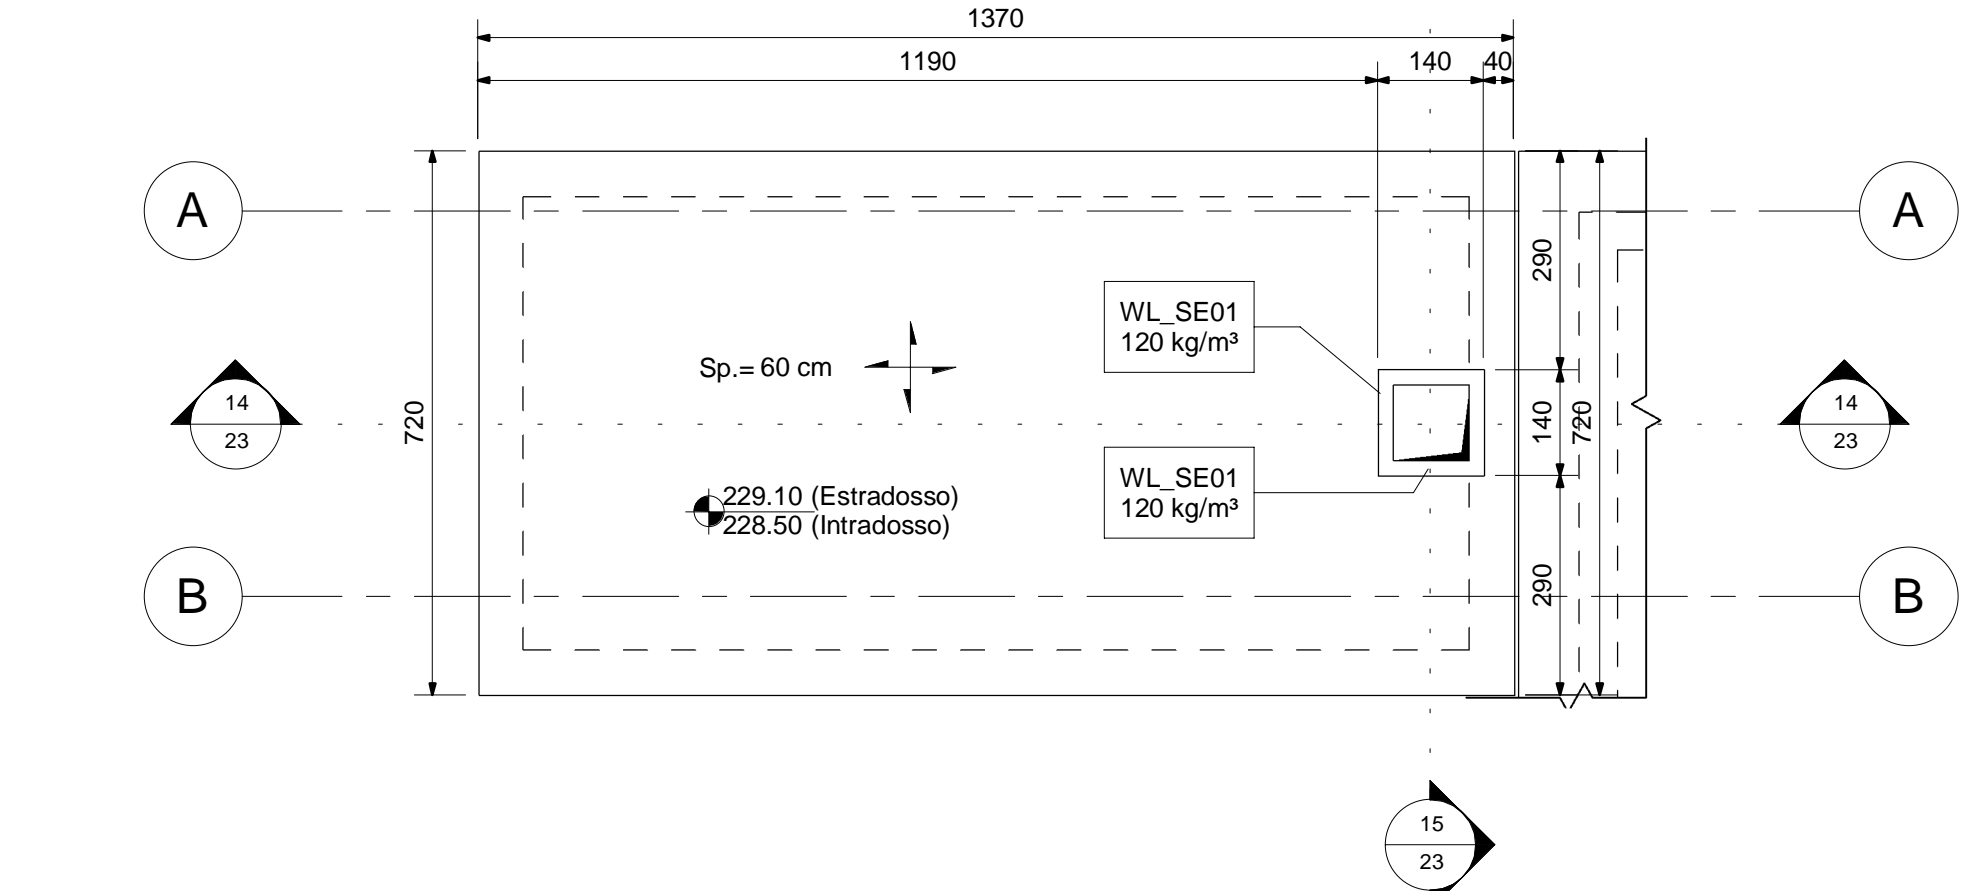 1370
1190
140
40
A
A
290
WL_SE01
120 kg/m³
Sp.= 60 cm
14
23
720
140
720
14
23
WL_SE01
120 kg/m³
229.10 (Estradosso)
228.50 (Intradosso)
290
B
B
15
23